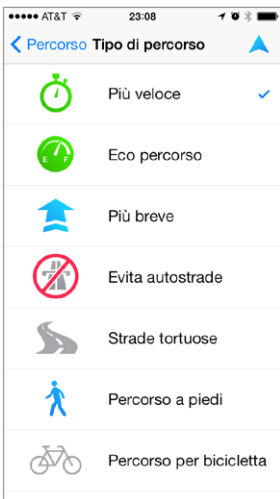 AT&T 23:08
Percorso Tipo di percorso
Più veloce
E F
Eco percorso
Più breve
Evita autostrade
Strade tortuose
Percorso a piedi
Percorso per bicicletta